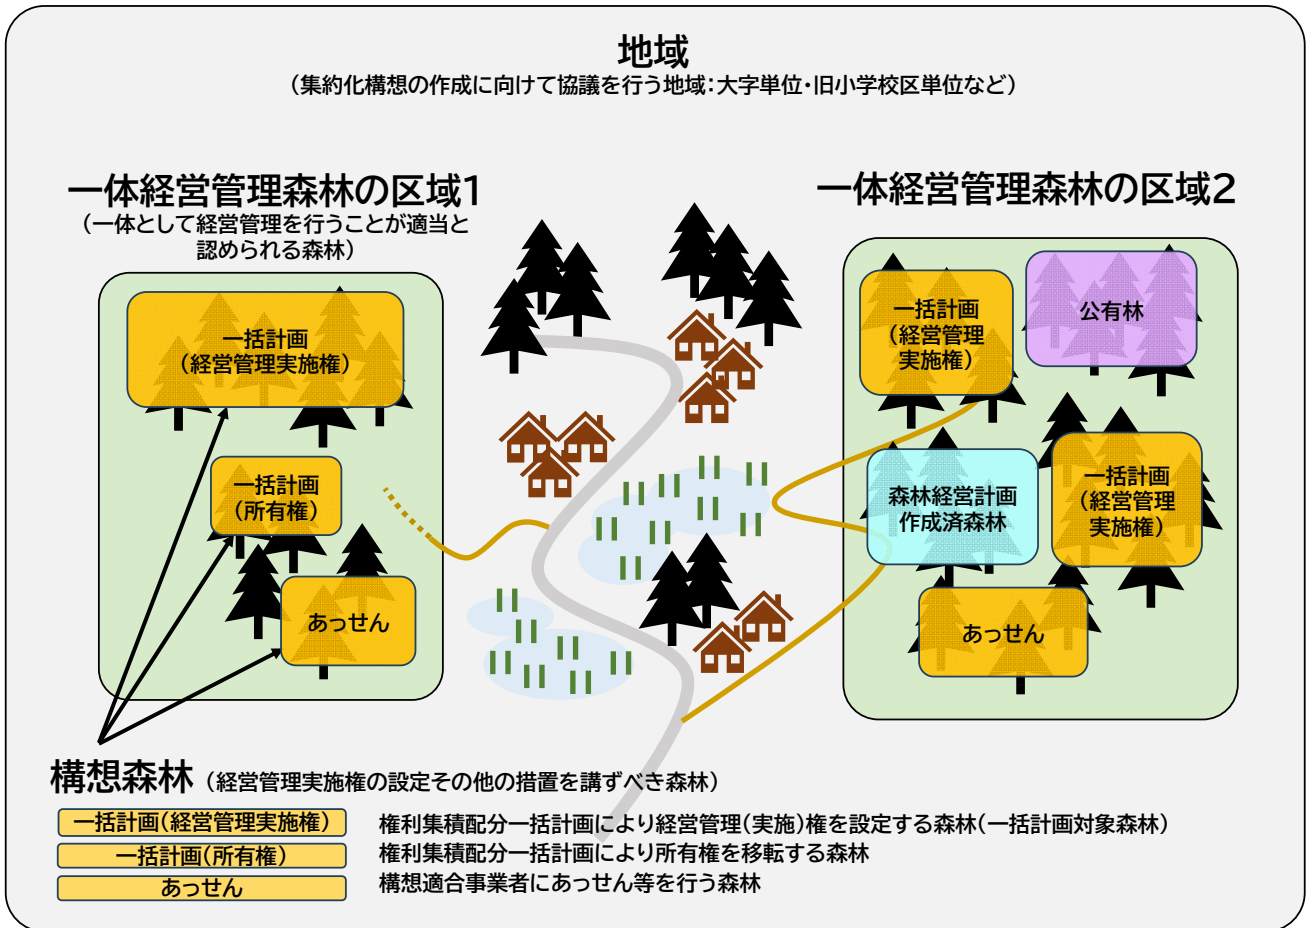 地域
（集約化構想の作成に向けて協議を行う地域：大字単位・旧小学校区単位など）
一体経営管理森林の区域1
（一体として経営管理を行うことが適当と
認められる森林）
一括計画
（経営管理実施権）
一括計画
（所有権）
あっせん
一体経営管理森林の区域2
一括計画
（経営管理
実施権）
公有林
森林経営計画
作成済森林
一括計画
（経営管理
実施権）
あっせん
構想森林（経営管理実施権の設定その他の措置を講ずべき森林）
一括計画（経営管理実施権） 権利集積配分一括計画により経営管理（実施）権を設定する森林（一括計画対象森林）
一括計画（所有権） 権利集積配分一括計画により所有権を移転する森林
あっせん 構想適合事業者にあっせん等を行う森林